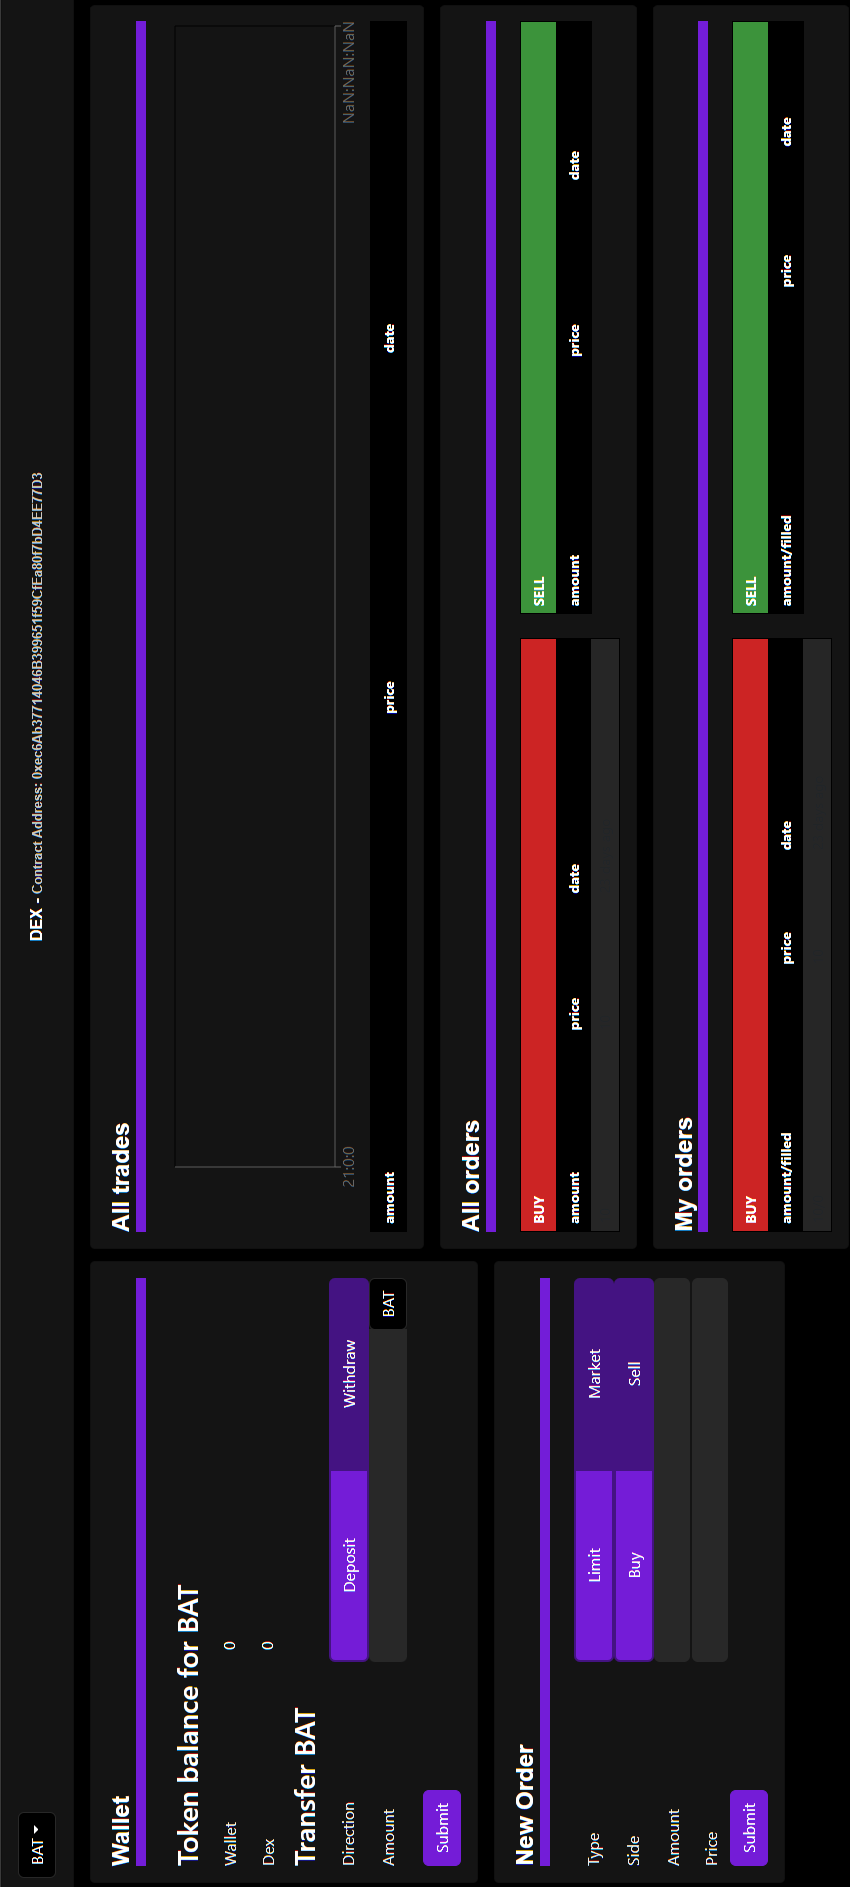 BAT
DEX - Contract Address: 0xec6Ab37714046B399651f59CfEa80f7bD4EE77D3
Wallet
Token balance for BAT
Wallet 0
Dex 0
Transfer BAT
Direction Deposit Withdraw
Amount BAT
Submit
New Order
Type Limit Market
Side Buy Sell
Amount
Price
Submit
All trades
21:0:0 NaN:NaN:NaN
amount price date
All orders
BUY SELL
amount price date amount price date
My orders
BUY SELL
amount/filled price date amount/filled price date